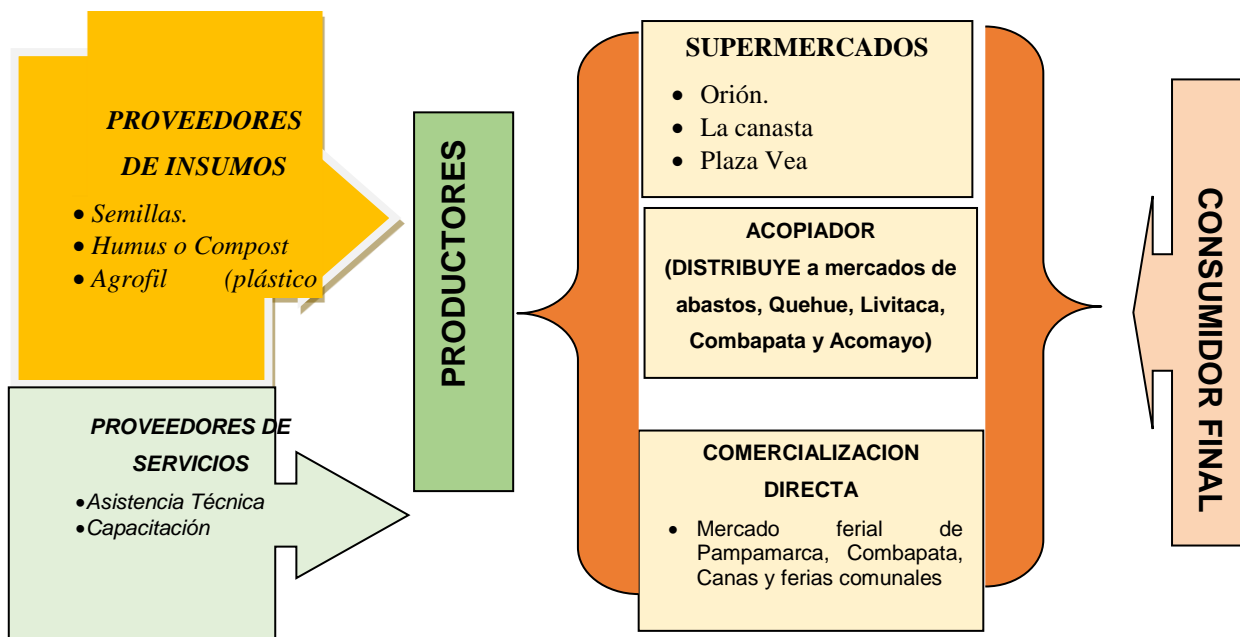 PROVEEDORES
DE INSUMOS
• Semillas.
• Humus o Compost
• Agrofil (plástico
PROVEEDORES DE
SERVICIOS
• Asistencia Técnica
• Capacitación
PRODUCTORES
SUPERMERCADOS
• Orión.
• La canasta
• Plaza Vea
ACOPIADOR
(DISTRIBUYE a mercados de
abastos, Quehue, Livitaca,
Combapata y Acomayo)
COMERCIALIZACION
DIRECTA
• Mercado ferial de
Pampamarca, Combapata,
Canas y ferias comunales
CONSUMIDOR FINAL